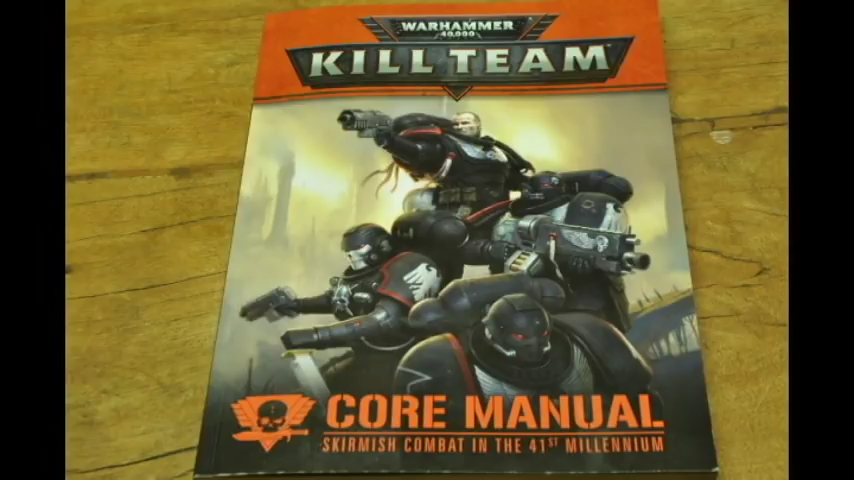 WARHAMMER
40,000
KILL TEAM
CORE MANUAL
SKIRMISH COMBAT IN THE 41ST MILLENNIUM